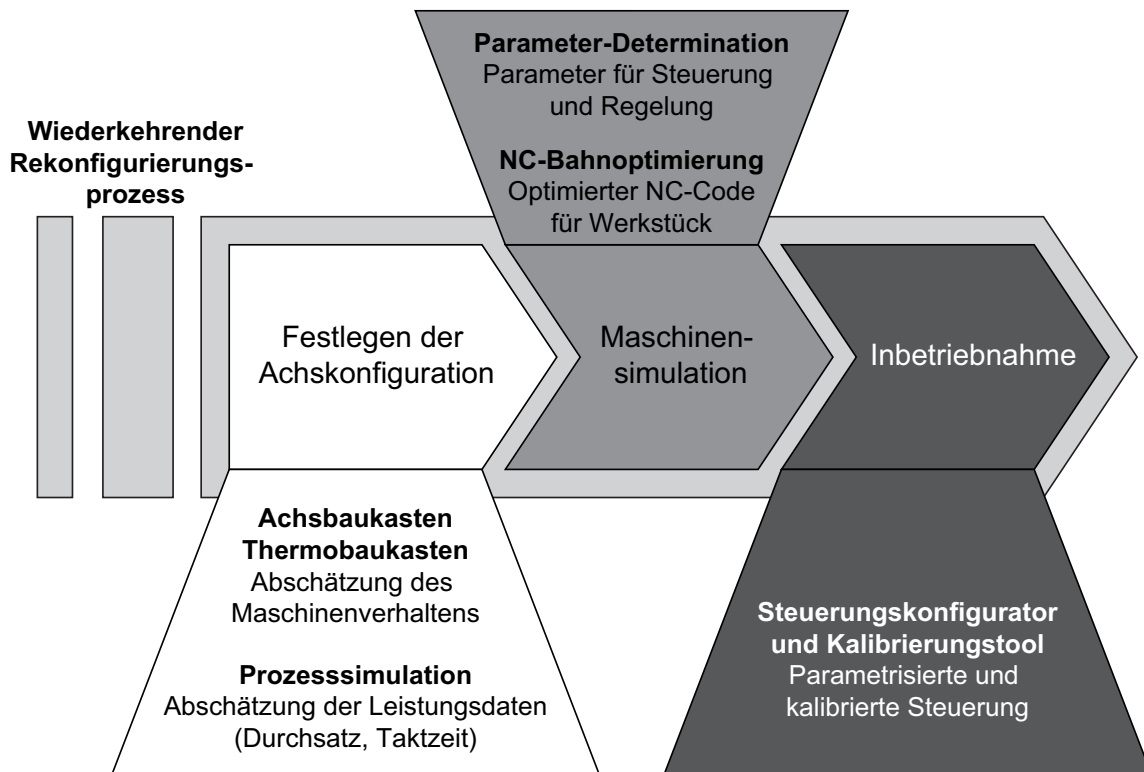 Parameter-Determination
Parameter für Steuerung
und Regelung
NC-Bahnoptimierung
Optimierter NC-Code
für Werkstück
Wiederkehrender
Rekonfigurierungs-
prozess
Festlegen der
Achskonfiguration
Maschinen-
simulation
Inbetriebnahme
Achsbaukasten
Thermobaukasten
Abschätzung des
Maschinenverhaltens
Prozesssimulation
Abschätzung der Leistungsdaten
(Durchsatz, Taktzeit)
Steuerungskonfigurator
und Kalibrierungstool
Parametrisierte und
kalibrierte Steuerung